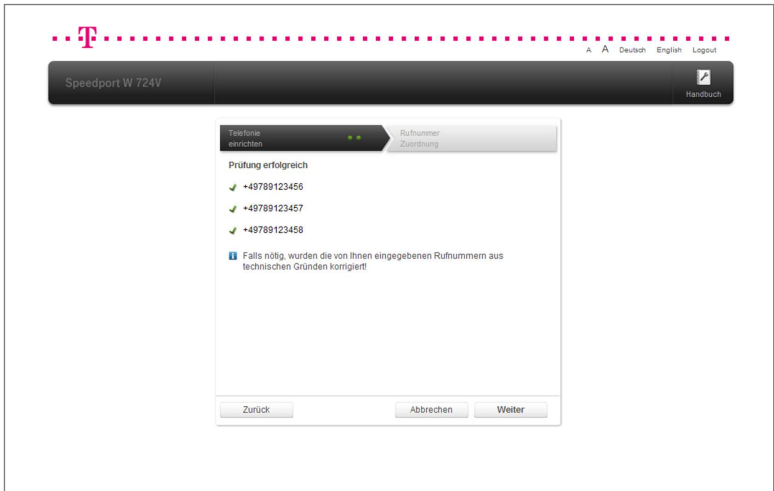 T
A A Deutsch English Logout
Speedport W 724V
Handbuch
Telefonie
einrichten
Rufnummer
Zuordnung
Prüfung erfolgreich
+49789123456
+49789123457
+49789123458
Falls nötig, wurden die von Ihnen eingegebenen Rufnummern aus
technischen Gründen korrigiert!
Zurück Abbrechen Weiter